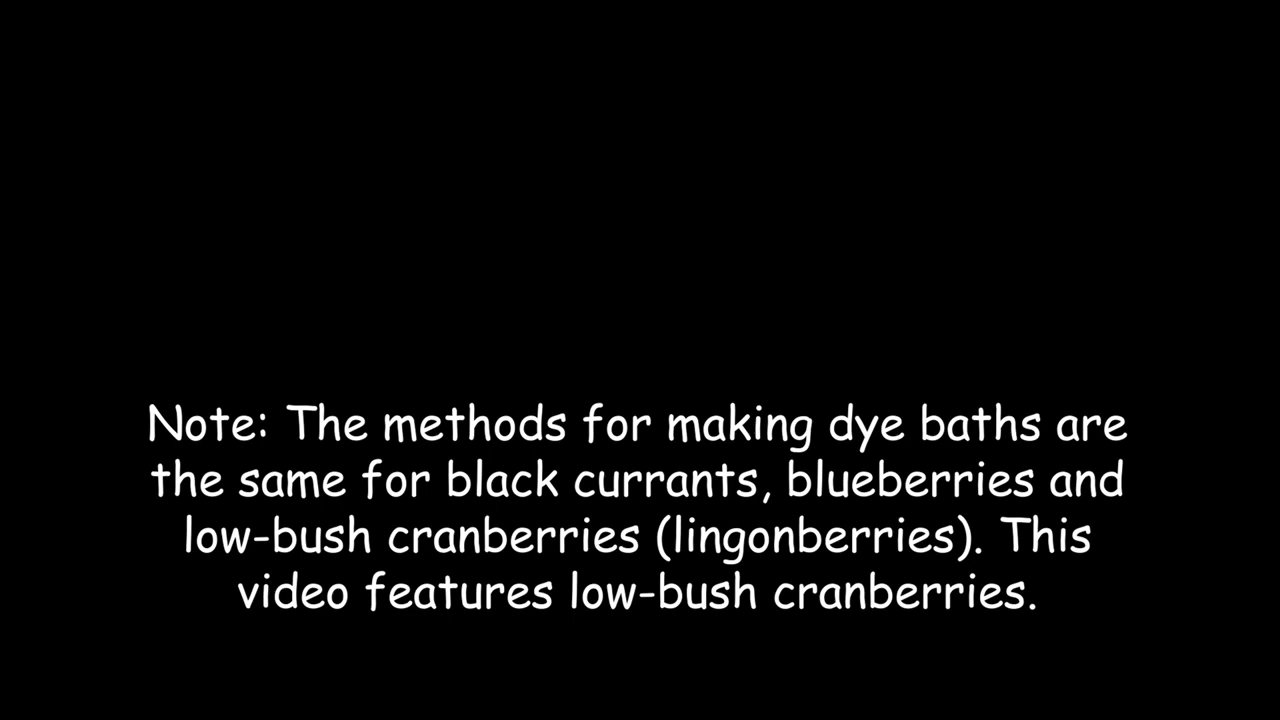 Note: The methods for making dye baths are
the same for black currants, blueberries and
low-bush cranberries (lingonberries). This
video features low-bush cranberries.